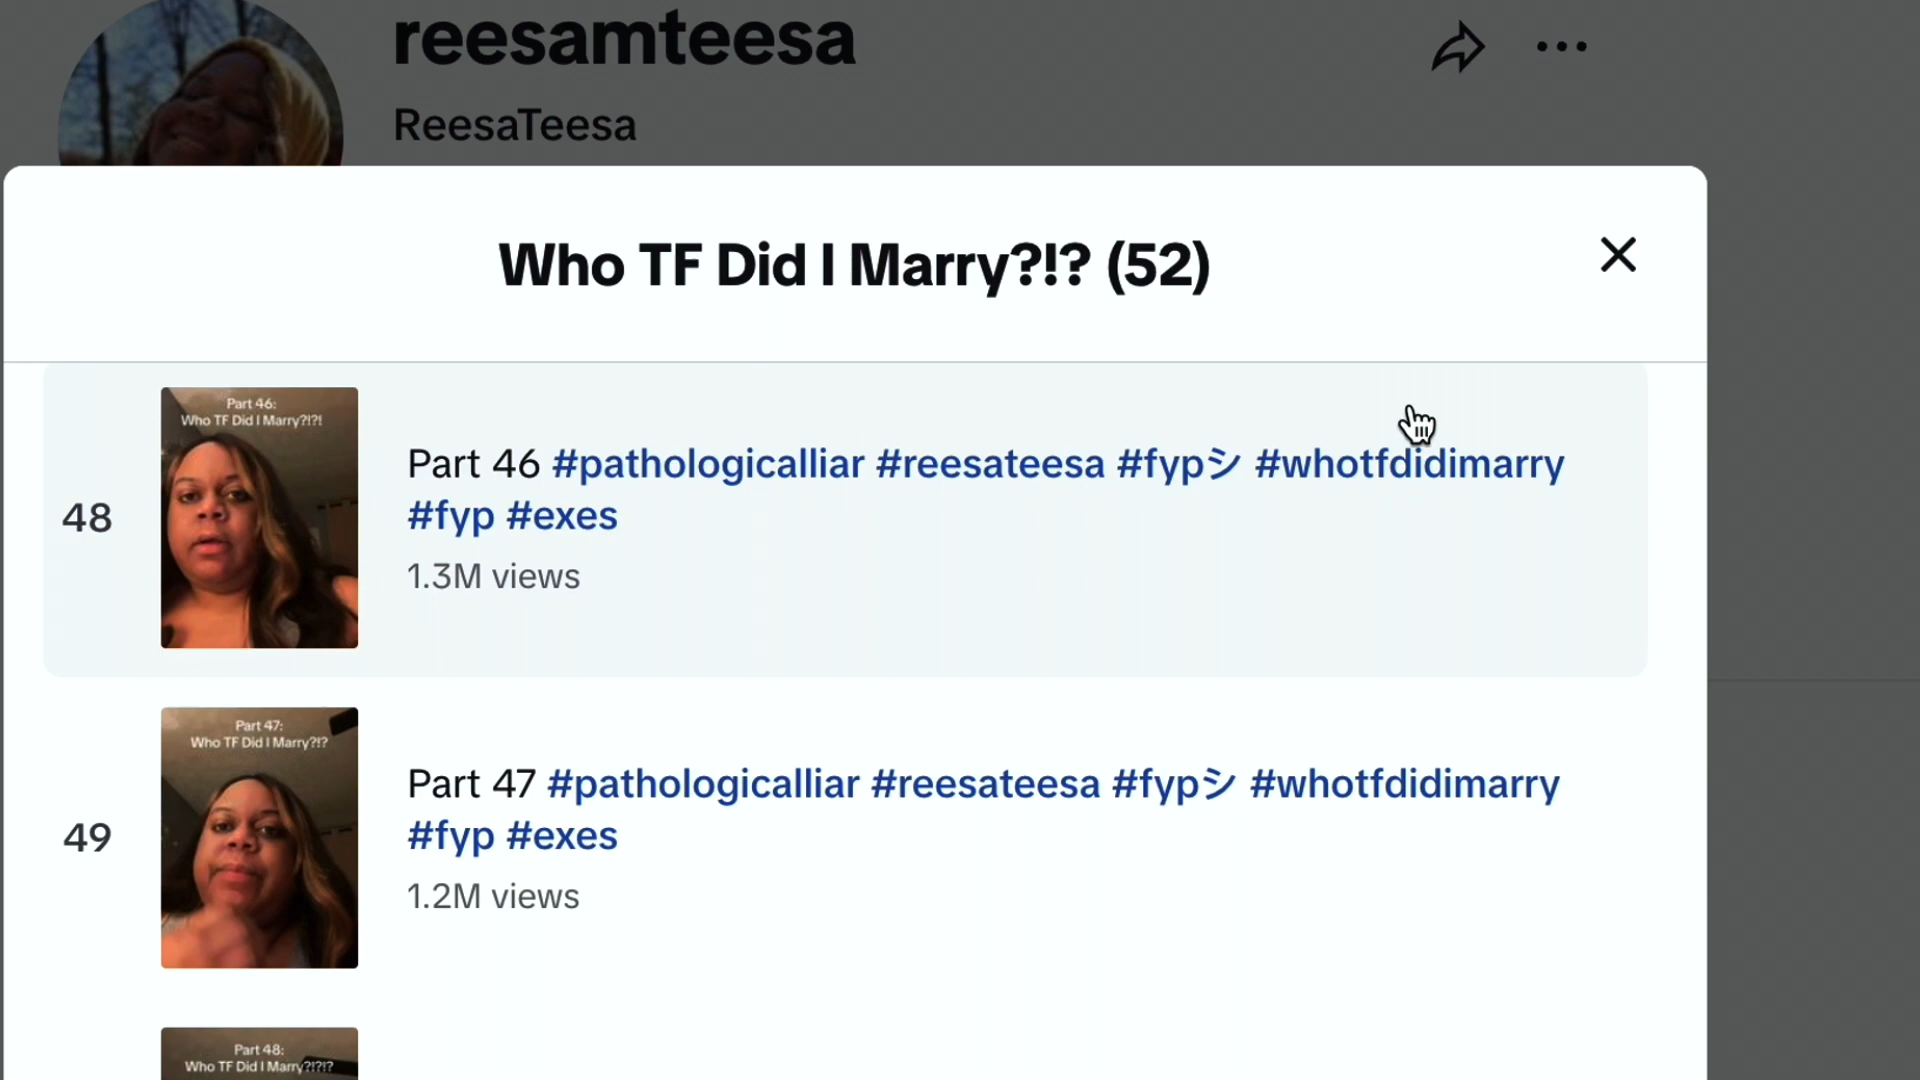 reesamteesa
ReesaTeesa
Who TF Did I Marry?!? (52)
48
Part 46:
Who TF Did I Marry?!?!
Part 46 #pathologicalliar #reesateesa #fypシ #whotfdidimarry
#fyp #exes
1.3M views
49
Part 47:
Who TF Did I Marry?!?
Part 47 #pathologicalliar #reesateesa #fypシ #whotfdidimarry
#fyp #exes
1.2M views
Part 48:
Who TF Did I Marry?!?!?